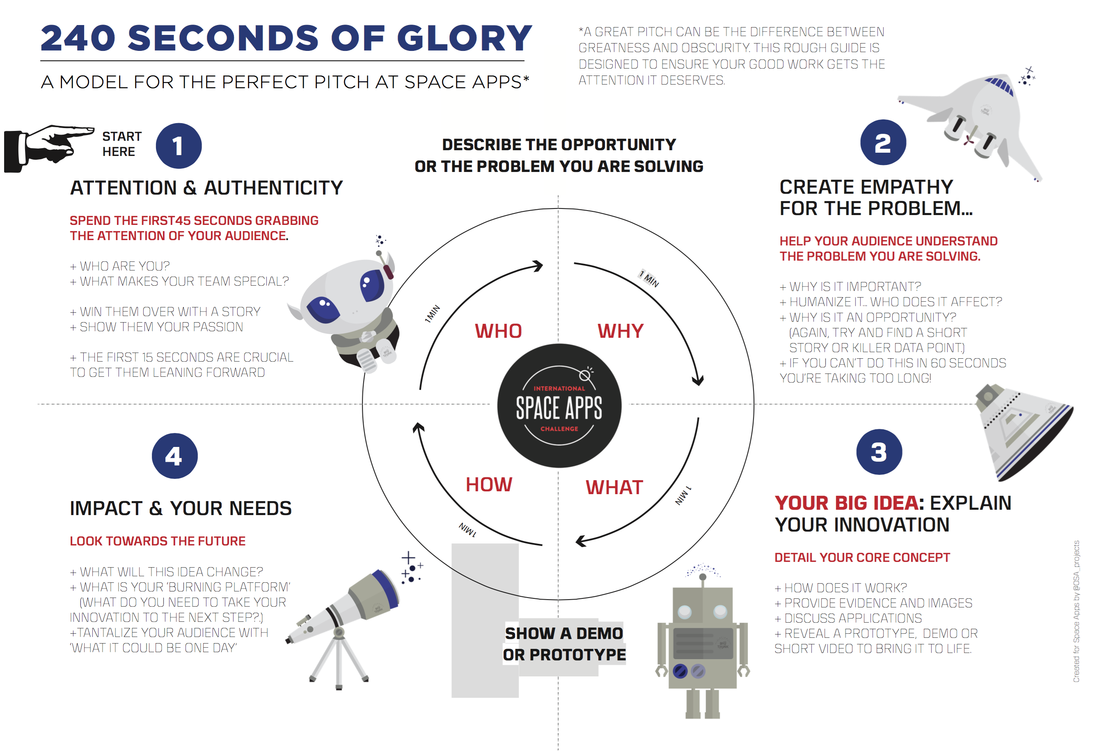 240 SECONDS OF GLORY
A MODEL FOR THE PERFECT PITCH AT SPACE APPS*
*A GREAT PITCH CAN BE THE DIFFERENCE BETWEEN
GREATNESS AND OBSCURITY. THIS ROUGH GUIDE IS
DESIGNED TO ENSURE YOUR GOOD WORK GETS THE
ATTENTION IT DESERVES.
START
HERE
1
ATTENTION & AUTHENTICITY
SPEND THE FIRST45 SECONDS GRABBING
THE ATTENTION OF YOUR AUDIENCE.
+ WHO ARE YOU?
+ WHAT MAKES YOUR TEAM SPECIAL?
+ WIN THEM OVER WITH A STORY
+ SHOW THEM YOUR PASSION
+ THE FIRST 15 SECONDS ARE CRUCIAL
TO GET THEM LEANING FORWARD
DESCRIBE THE OPPORTUNITY
OR THE PROBLEM YOU ARE SOLVING
2
CREATE EMPATHY
FOR THE PROBLEM...
HELP YOUR AUDIENCE UNDERSTAND
THE PROBLEM YOU ARE SOLVING.
+ WHY IS IT IMPORTANT?
+ HUMANIZE IT.. WHO DOES IT AFFECT?
+ WHY IS IT AN OPPORTUNITY?
(AGAIN, TRY AND FIND A SHORT
STORY OR KILLER DATA POINT.)
+ IF YOU CAN'T DO THIS IN 60 SECONDS
YOU'RE TAKING TOO LONG!
1MIN
WHO
1 MIN
WHY
INTERNATIONAL
SPACE APPS
CHALLENGE
HOW
1MIN
WHAT
1 MIN
3
YOUR BIG IDEA: EXPLAIN
YOUR INNOVATION
DETAIL YOUR CORE CONCEPT
+ HOW DOES IT WORK?
+ PROVIDE EVIDENCE AND IMAGES
+ DISCUSS APPLICATIONS
+ REVEAL A PROTOTYPE, DEMO OR
SHORT VIDEO TO BRING IT TO LIFE.
4
IMPACT & YOUR NEEDS
LOOK TOWARDS THE FUTURE
+ WHAT WILL THIS IDEA CHANGE?
+ WHAT IS YOUR 'BURNING PLATFORM'
(WHAT DO YOU NEED TO TAKE YOUR
INNOVATION TO THE NEXT STEP?)
+TANTALIZE YOUR AUDIENCE WITH
'WHAT IT COULD BE ONE DAY'
SHOW A DEMO
OR PROTOTYPE
Created for Space Apps by BOSA_projects